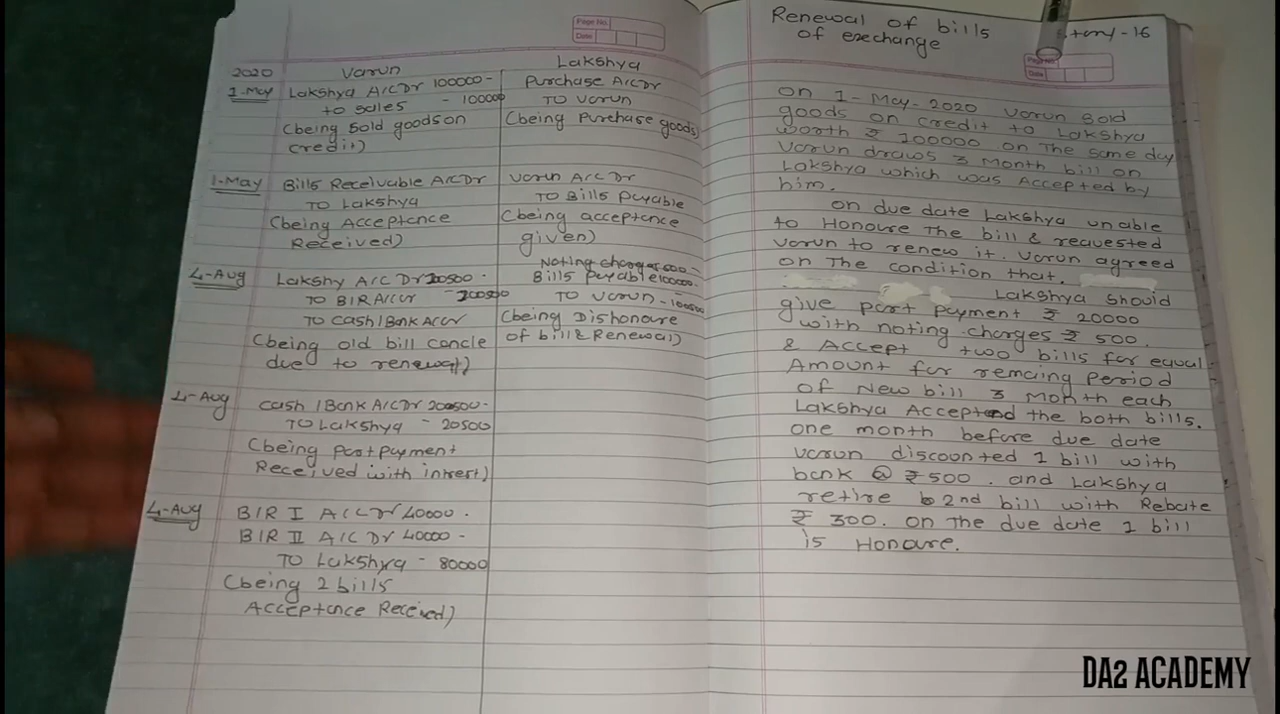 Page No.
Date
2020
Varun
Lakshya
1-May
Lakshya A/C Dr 100000-
to sales - 100000
(being sold goods on
credit)
Purchase A/C Dr
TO Varun
(being Purchase goods)
1-May
Bills Receivable A/C Dr
TO Lakshya
(being Acceptance
Received)
Varun A/C Dr
TO Bills Payable
(being acceptance
given)
4-Aug
Lakshy A/C Dr
TO B/R A/C
TO Cash/Bank A/C
(being old bill cancle
due to renewal)
Noting charges 500-
Bills Payable 100000-
TO Varun - 100500
(being Dishonoure
of bill & Renewal)
4-Aug
Cash/Bank A/C Dr
TO Lakshya - 20500
(being part payment
Received with intrest)
4-Aug
B/R I A/C Dr 40000-
B/R II A/C Dr 40000-
TO Lakshya - 80000
(being 2 bills
Acceptance Received)
Renewal of bills
of exchange
- 16
Page No.
Date
on 1-May-2020 Varun sold
goods on credit to Lakshya
worth ₹ 100000 on the same day
Varun draws 3 Month bill on
Lakshya which was Accepted by
him.
on due date Lakshya unable
to Honoure The bill & requested
Varun to renew it. Varun agreed
on The condition that.
Lakshya should
give part payment ₹ 20000
with noting charges ₹ 500.
& Accept two bills for equal
Amount for remaing Period
of New bill 3 Month each
Lakshya Accepted the both bills.
one month before due date
Varun discounted 1 bill with
bank @ ₹500. and Lakshya
retire 2nd bill with Rebate
₹ 300. on The due date 1 bill
is Honoure.
DA2 ACADEMY